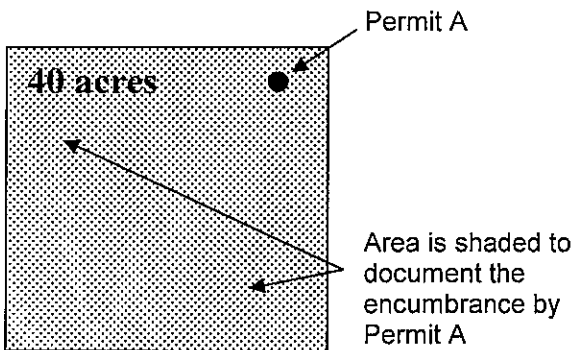 Permit A
40 acres
Area is shaded to
document the
encumbrance by
Permit A